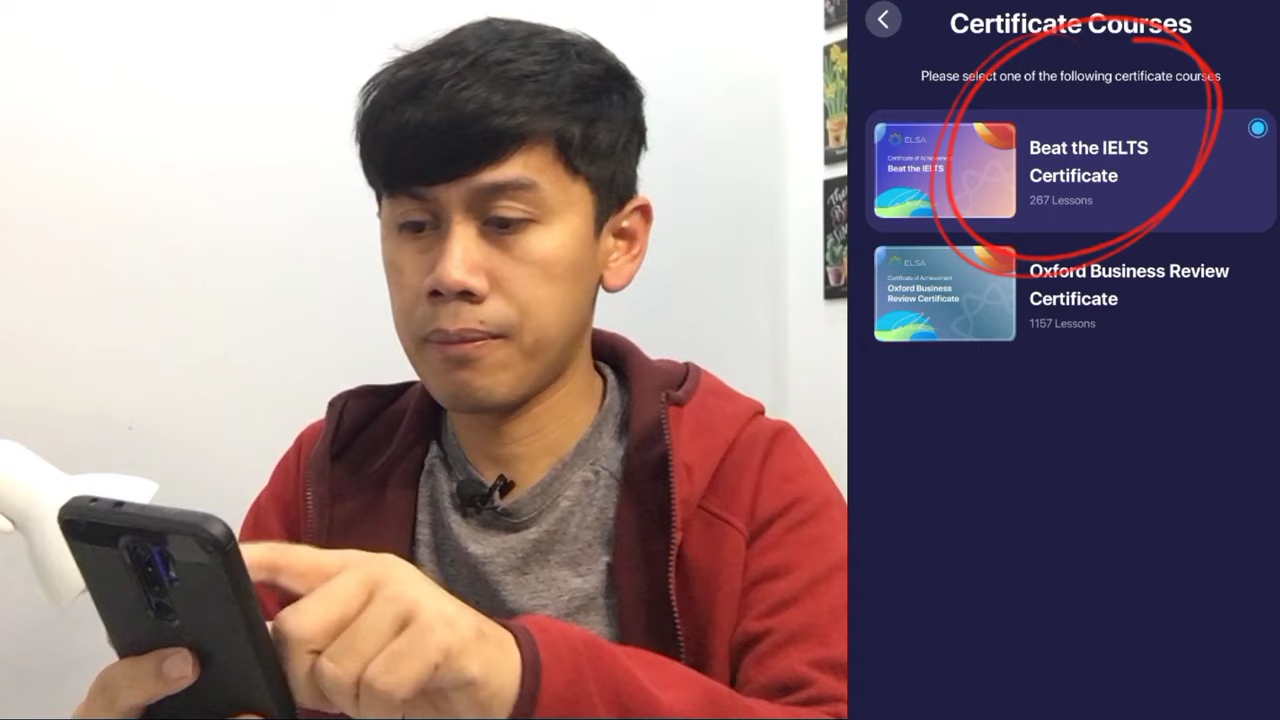 Certificate Courses
Please select one of the following certificate courses
ELSA
Certificate of Achievement
Beat the IELTS
Beat the IELTS
Certificate
267 Lessons
ELSA
Certificate of Achievement
Oxford Business
Review Certificate
Oxford Business Review
Certificate
1157 Lessons